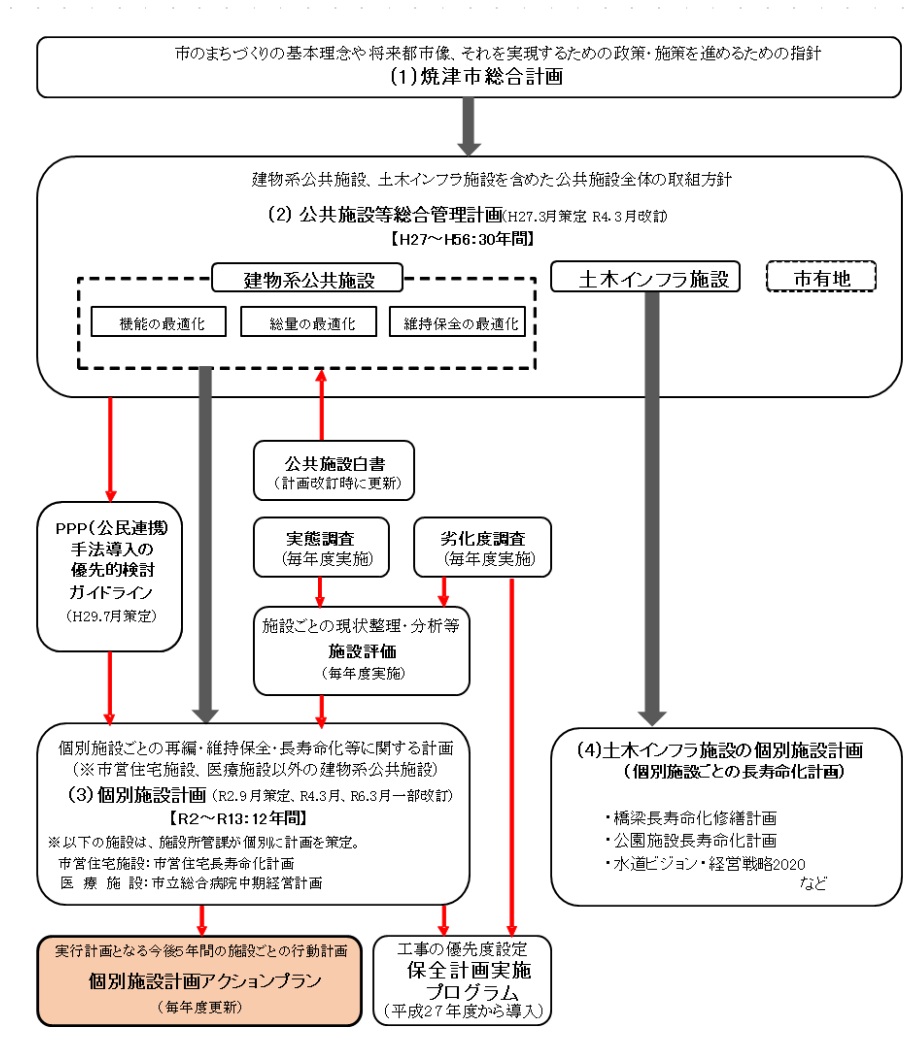 市のまちづくりの基本理念や将来都市像、それを実現するための政策・施策を進めるための指針
(1)焼津市総合計画
建物系公共施設、土木インフラ施設を含めた公共施設全体の取組方針
(2) 公共施設等総合管理計画(H27.3月策定 R4.3月改訂)
【H27～H56:30年間】
建物系公共施設
土木インフラ施設
市有地
機能の最適化
総量の最適化
維持保全の最適化
公共施設白書
(計画改訂時に更新)
PPP(公民連携)
手法導入の
優先的検討
ガイドライン
(H29.7月策定)
実態調査
(毎年度実施)
劣化度調査
(毎年度実施)
施設ごとの現状整理・分析等
施設評価
(毎年度実施)
個別施設ごとの再編・維持保全・長寿命化等に関する計画
(※市営住宅施設、医療施設以外の建物系公共施設)
(3) 個別施設計画 (R2.9月策定、R4.3月、R6.3月一部改訂)
【R2～R13:12年間】
※以下の施設は、施設所管課が個別に計画を策定。
市営住宅施設:市営住宅長寿命化計画
医 療 施 設:市立総合病院中期経営計画
(4)土木インフラ施設の個別施設計画
(個別施設ごとの長寿命化計画)
・橋梁長寿命化修繕計画
・公園施設長寿命化計画
・水道ビジョン・経営戦略2020
など
実行計画となる今後5年間の施設ごとの行動計画
個別施設計画アクションプラン
(毎年度更新)
工事の優先度設定
保全計画実施
プログラム
(平成27年度から導入)